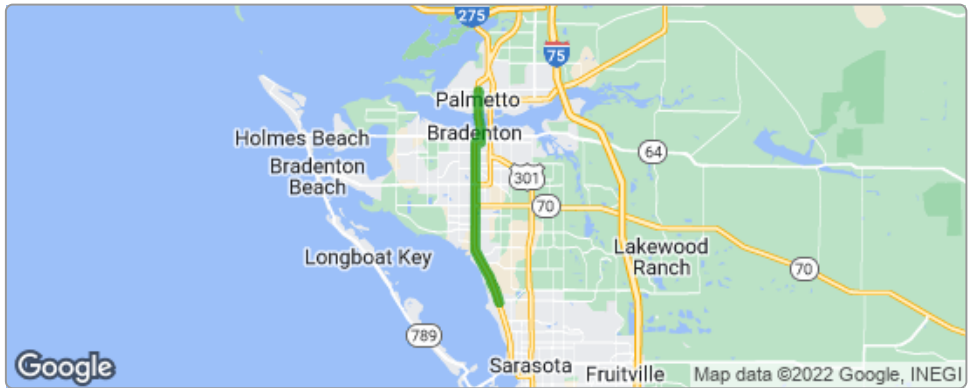 275
75
Palmetto
Bradenton
Holmes Beach
64
Bradenton
Beach
301
70
Lakewood
Ranch
Longboat Key
70
789
Sarasota
Fruitville
Google
Map data ©2022 Google, INEGI